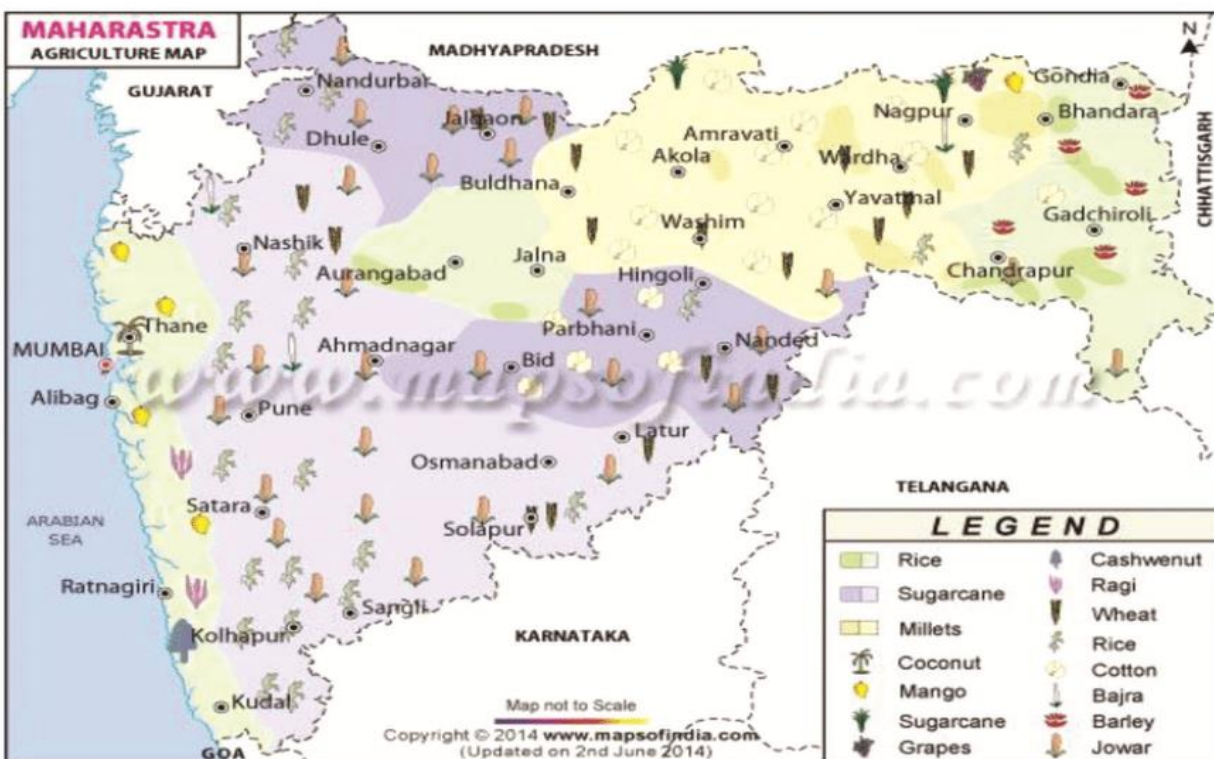 MAHARASTRA
AGRICULTURE MAP
MADHYAPRADESH
N
GUJARAT
CHHATTISGARH
Nandurbar
Gondia
Dhule
Jalgaon
Nagpur
Bhandara
Amravati
Akola
Wardha
Buldhana
Yavatmal
Washim
Gadchiroli
Nashik
Aurangabad
Jalna
Hingoli
Chandrapur
Thane
Parbhani
Nanded
MUMBAI
Ahmadnagar
Bid
www.mapsofindia.com
Alibag
Pune
Latur
Osmanabad
Satara
Solapur
TELANGANA
ARABIAN
SEA
Ratnagiri
Sangli
Kolhapur
KARNATAKA
Kudal
GOA
LEGEND
Rice
Sugarcane
Millets
Coconut
Mango
Sugarcane
Grapes
Cashwenut
Ragi
Wheat
Rice
Cotton
Bajra
Barley
Jowar
Map not to Scale
Copyright © 2014 www.mapsofindia.com
(Updated on 2nd June 2014)